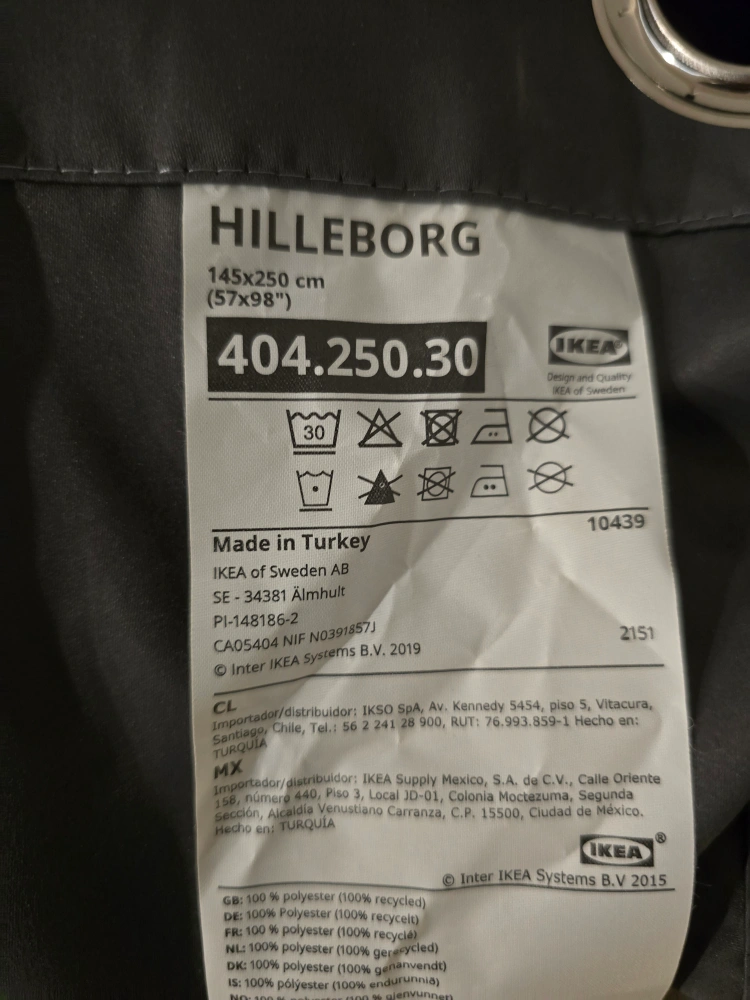 HILLEBORG
145x250 cm
(57x98")
404.250.30
IKEA®
Design and Quality
IKEA of Sweden
30
10439
Made in Turkey
IKEA of Sweden AB
SE - 34381 Älmhult
PI-148186-2
CA05404 NIF N0391857J
2151
© Inter IKEA Systems B.V. 2019
CL
Importador/distribuidor: IKSO SpA, Av. Kennedy 5454, piso 5, Vitacura,
Santiago, Chile, Tel.: 56 2 241 28 900, RUT: 76.993.859-1 Hecho en:
TURQUÍA
MX
Importador/distribuidor: IKEA Supply Mexico, S.A. de C.V., Calle Oriente
158, número 440, Piso 3, Local JD-01, Colonia Moctezuma, Segunda
Sección, Alcaldía Venustiano Carranza, C.P. 15500, Ciudad de México.
Hecho en: TURQUÍA
IKEA®
© Inter IKEA Systems B.V 2015
GB: 100 % polyester (100% recycled)
DE: 100% Polyester (100% recycelt)
FR: 100 % polyester (100% recyclé)
NL: 100% polyester (100% gerecycled)
DK: 100% polyester (100% genanvendt)
IS: 100% pólýester (100% endurunnið)
NO: 100 % polyester (100 % gjenvunnen